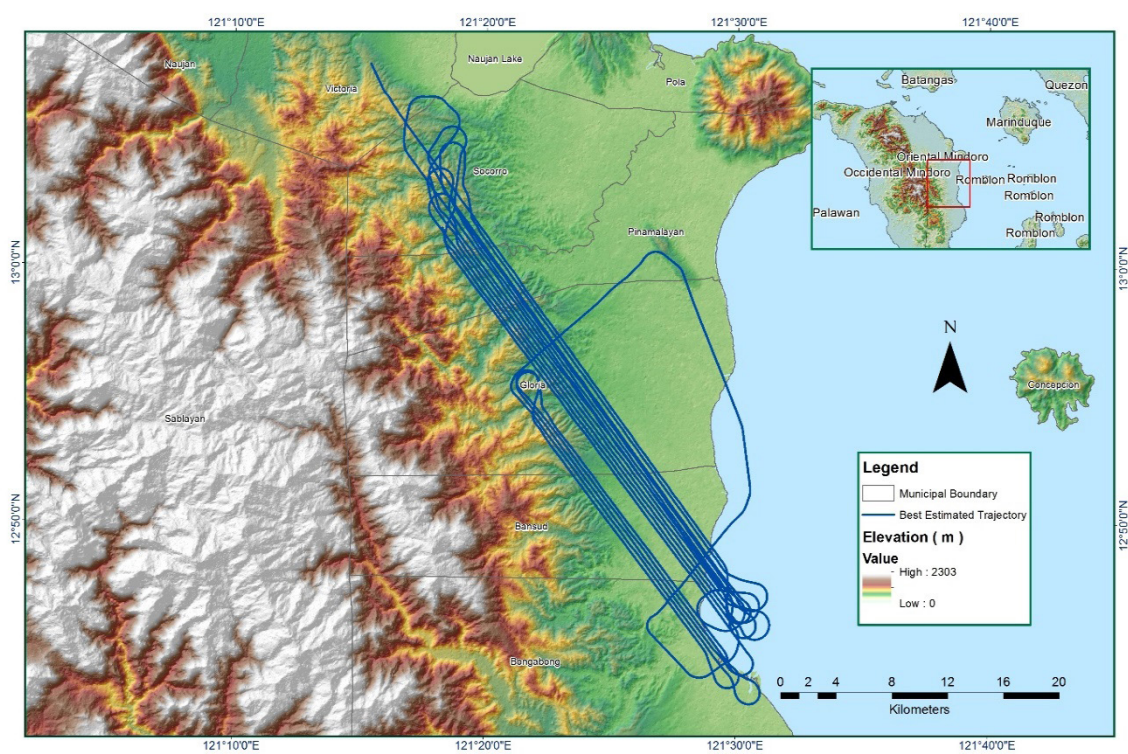 121°10'0"E
121°20'0"E
121°30'0"E
121°40'0"E
Naujan
Naujan Lake
Victoria
Pola
Socorro
Pinamalayan
Gloria
Sablayan
Bansud
Bongabong
Concepcion
Batangas
Quezon
Marinduque
Oriental Mindoro
Occidental Mindoro
Romblon
Romblon
Romblon
Palawan
Romblon
Romblon
13°0'0"N
13°0'0"N
N
12°50'0"N
12°50'0"N
Legend
Municipal Boundary
Best Estimated Trajectory
Elevation ( m )
Value
High : 2303
Low : 0
0 2 4 8 12 16 20
Kilometers
121°10'0"E
121°20'0"E
121°30'0"E
121°40'0"E